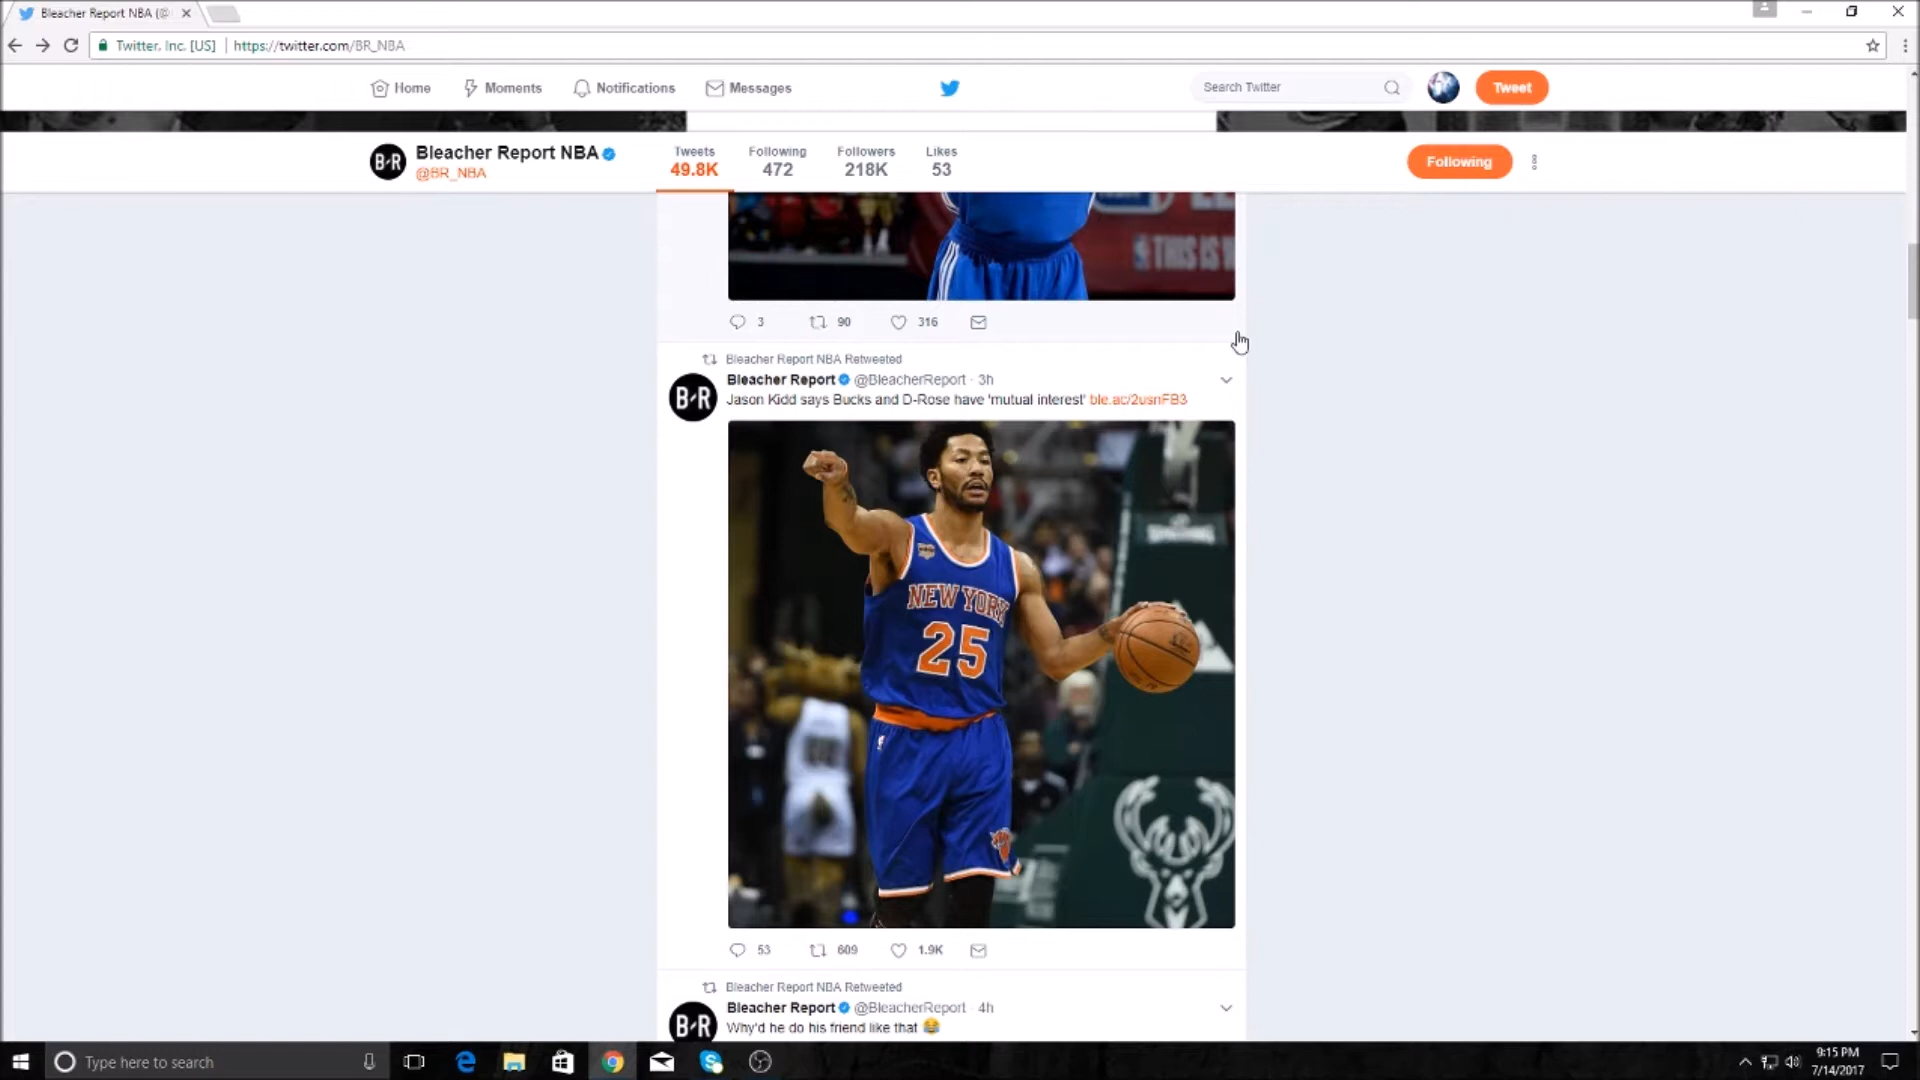 Bleacher Report NBA (@
Twitter, Inc. [US] https://twitter.com/BR_NBA
Home Moments Notifications Messages Search Twitter Tweet
Bleacher Report NBA
@BR_NBA
Tweets Following Followers Likes
49.8K 472 218K 53
Following
THIS IS W
3 90 316
Bleacher Report NBA Retweeted
Bleacher Report @BleacherReport · 3h
Jason Kidd says Bucks and D-Rose have 'mutual interest' ble.ac/2usnFB3
B·R
SPALDING
NEW YORK
25
53 609 1.9K
Bleacher Report NBA Retweeted
Bleacher Report @BleacherReport · 4h
Why'd he do his friend like that 😂
B·R
Type here to search
9:15 PM
7/14/2017